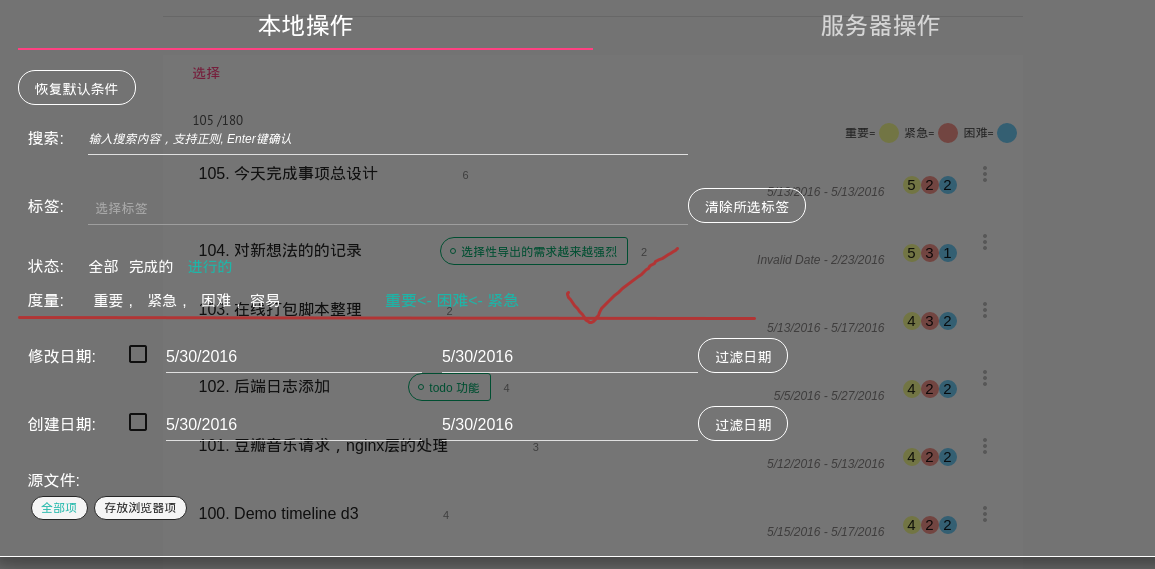 本地操作 服务器操作
选择
恢复默认条件
105 /180
重要= 紧急= 困难=
搜索: 输入搜索内容，支持正则, Enter键确认
105. 今天完成事项总设计 6
5/13/2016 - 5/13/2016 5 2 2
标签: 选择标签 清除所选标签
104. 对新想法的的记录 选择性导出的需求越来越强烈 2
Invalid Date - 2/23/2016 5 3 1
状态: 全部 完成的 进行的
度量: 重要， 紧急， 困难， 容易 重要<- 困难<- 紧急
103. 在线打包脚本整理 2
5/13/2016 - 5/17/2016 4 3 2
修改日期: 5/30/2016 5/30/2016 过滤日期
102. 后端日志添加 todo 功能 4
5/5/2016 - 5/27/2016 4 2 2
创建日期: 5/30/2016 5/30/2016 过滤日期
101. 豆瓣音乐请求，nginx层的处理 3
5/12/2016 - 5/13/2016 4 2 2
源文件:
全部项 存放浏览器项
100. Demo timeline d3 4
5/15/2016 - 5/17/2016 4 2 2